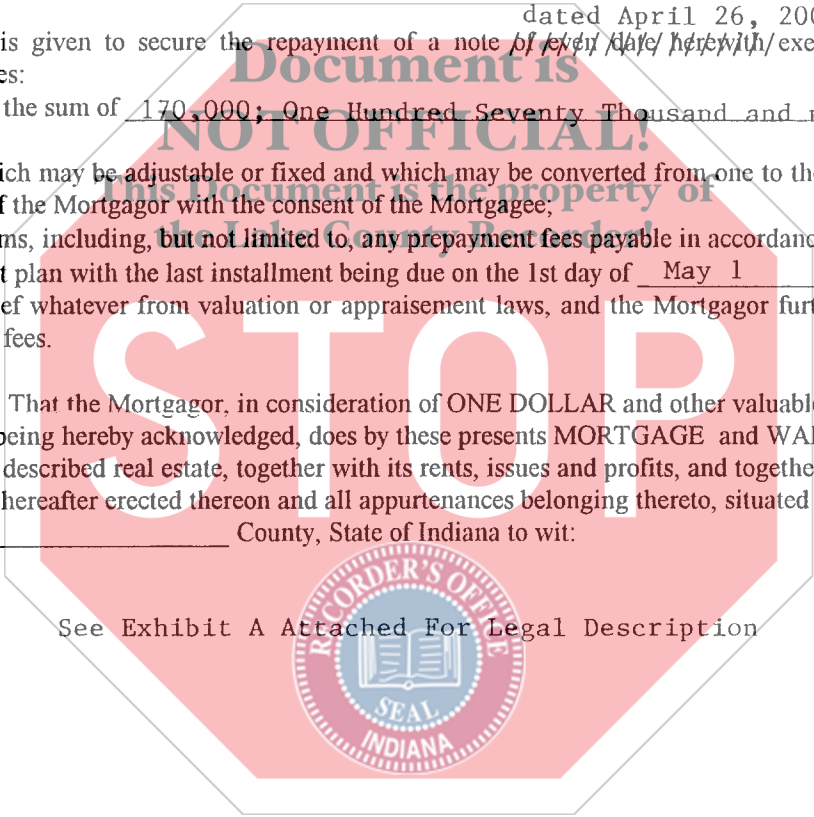 dated April 26, 200
is given to secure the repayment of a note of even date herewith exe
es:
the sum of 170,000; One Hundred Seventy Thousand and
ich may be adjustable or fixed and which may be converted from one to the
f the Mortgagor with the consent of the Mortgagee;
ms, including, but not limited to, any prepayment fees payable in accordanc
t plan with the last installment being due on the 1st day of May 1
ef whatever from valuation or appraisement laws, and the Mortgagor furt
fees.
That the Mortgagor, in consideration of ONE DOLLAR and other valuabl
being hereby acknowledged, does by these presents MORTGAGE and WA
described real estate, together with its rents, issues and profits, and togethe
hereafter erected thereon and all appurtenances belonging thereto, situated
County, State of Indiana to wit:
See Exhibit A Attached For Legal Description
Document is
NOT OFFICIAL!
This Document is the property of
the Lake County Recorder!
STOP
RECORDER'S OFFICE
SEAL
INDIANA